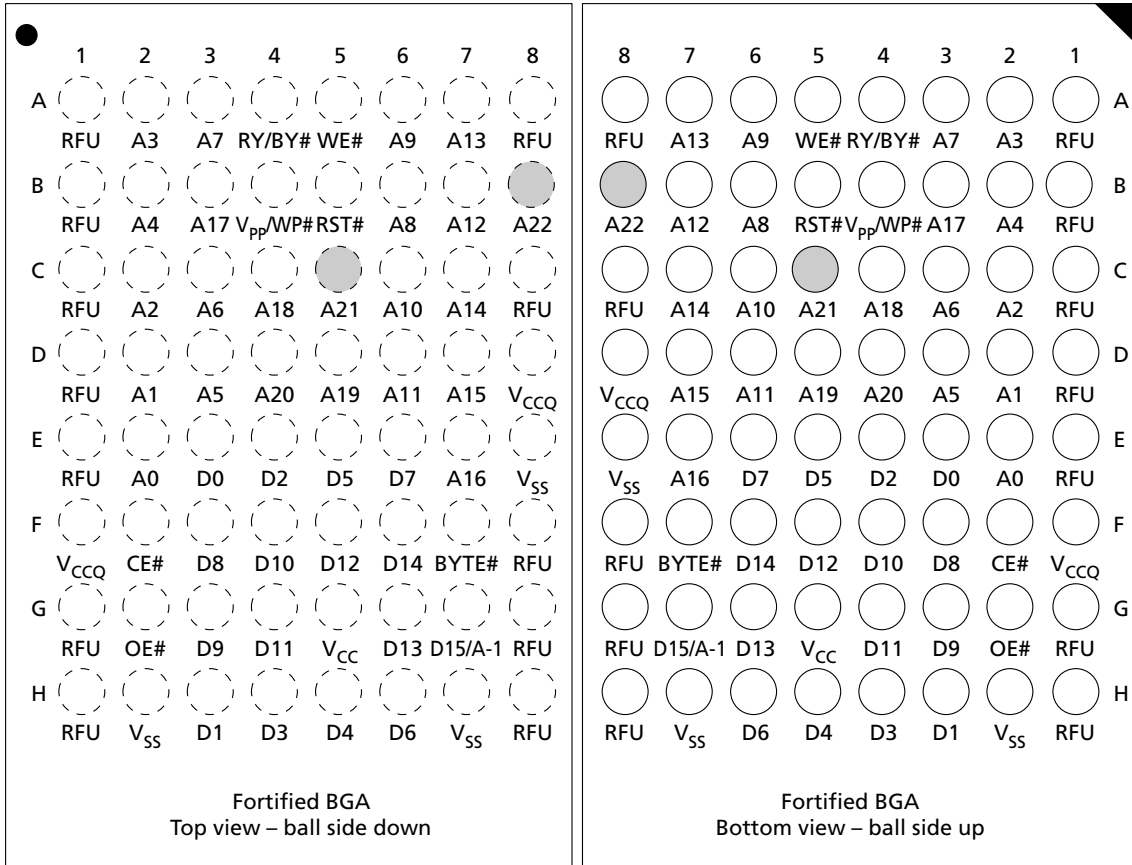 1 2 3 4 5 6 7 8
A
RFU A3 A7 RY/BY# WE# A9 A13 RFU
B
RFU A4 A17 VPP/WP# RST# A8 A12 A22
C
RFU A2 A6 A18 A21 A10 A14 RFU
D
RFU A1 A5 A20 A19 A11 A15 VCCQ
E
RFU A0 D0 D2 D5 D7 A16 VSS
F
VCCQ CE# D8 D10 D12 D14 BYTE# RFU
G
RFU OE# D9 D11 VCC D13 D15/A-1 RFU
H
RFU VSS D1 D3 D4 D6 VSS RFU
Fortified BGA
Top view – ball side down
8 7 6 5 4 3 2 1
A
RFU A13 A9 WE# RY/BY# A7 A3 RFU
B
A22 A12 A8 RST# VPP/WP# A17 A4 RFU
C
RFU A14 A10 A21 A18 A6 A2 RFU
D
VCCQ A15 A11 A19 A20 A5 A1 RFU
E
VSS A16 D7 D5 D2 D0 A0 RFU
F
RFU BYTE# D14 D12 D10 D8 CE# VCCQ
G
RFU D15/A-1 D13 VCC D11 D9 OE# RFU
H
RFU VSS D6 D4 D3 D1 VSS RFU
Fortified BGA
Bottom view – ball side up